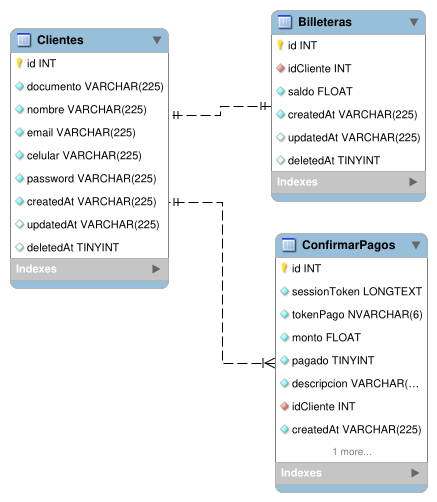 Clientes
id INT
documento VARCHAR(225)
nombre VARCHAR(225)
email VARCHAR(225)
celular VARCHAR(225)
password VARCHAR(225)
createdAt VARCHAR(225)
updatedAt VARCHAR(225)
deletedAt TINYINT
Indexes
Billeteras
id INT
idCliente INT
saldo FLOAT
createdAt VARCHAR(225)
updatedAt VARCHAR(225)
deletedAt TINYINT
Indexes
ConfirmarPagos
id INT
sessionToken LONGTEXT
tokenPago NVARCHAR(6)
monto FLOAT
pagado TINYINT
descripcion VARCHAR(...
idCliente INT
createdAt VARCHAR(225)
1 more...
Indexes